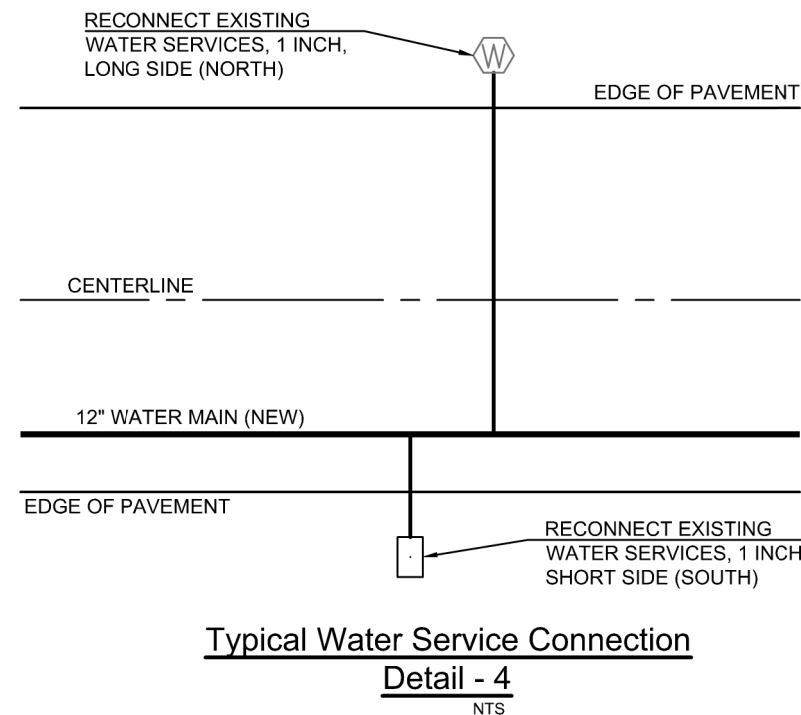 RECONNECT EXISTING
WATER SERVICES, 1 INCH,
LONG SIDE (NORTH)
W
EDGE OF PAVEMENT
CENTERLINE
12" WATER MAIN (NEW)
EDGE OF PAVEMENT
RECONNECT EXISTING
WATER SERVICES, 1 INCH
SHORT SIDE (SOUTH)
Typical Water Service Connection
Detail - 4
NTS